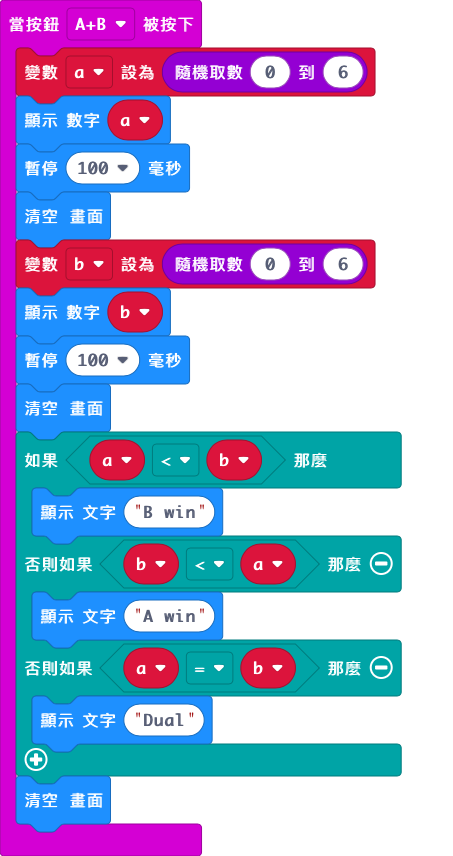 當按鈕 A+B 被按下
變數 a 設為 隨機取數 0 到 6
顯示 數字 a
暫停 100 毫秒
清空 畫面
變數 b 設為 隨機取數 0 到 6
顯示 數字 b
暫停 100 毫秒
清空 畫面
如果 a < b 那麼
顯示 文字 "B win"
否則如果 b < a 那麼
顯示 文字 "A win"
否則如果 a = b 那麼
顯示 文字 "Dual"
清空 畫面